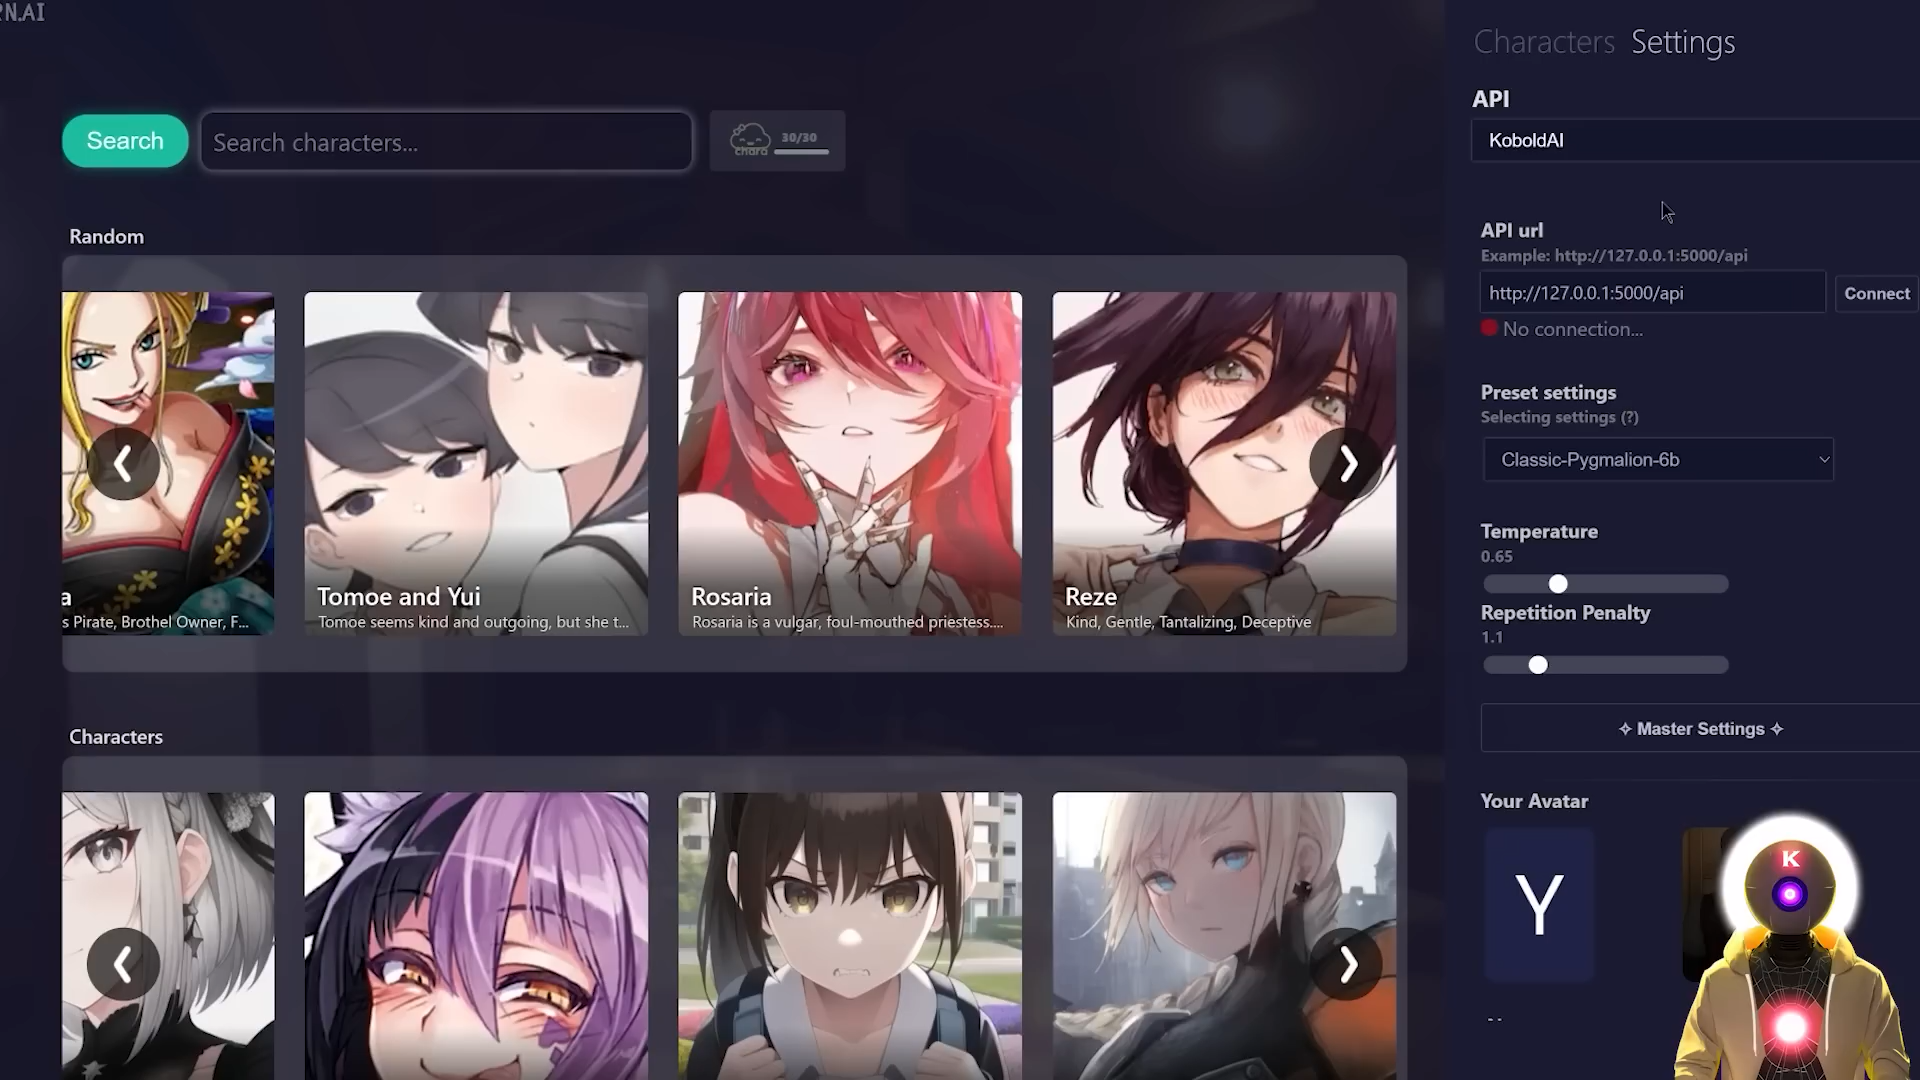 RN.AI
Search
Search characters...
chara
30/30
Random
a
s Pirate, Brothel Owner, F...
Tomoe and Yui
Tomoe seems kind and outgoing, but she t...
Rosaria
Rosaria is a vulgar, foul-mouthed priestess....
Reze
Kind, Gentle, Tantalizing, Deceptive
Characters
Characters Settings
API
KoboldAI
API url
Example: http://127.0.0.1:5000/api
http://127.0.0.1:5000/api
Connect
No connection...
Preset settings
Selecting settings (?)
Classic-Pygmalion-6b
Temperature
0.65
Repetition Penalty
1.1
✧ Master Settings ✧
Your Avatar
Y
K
--